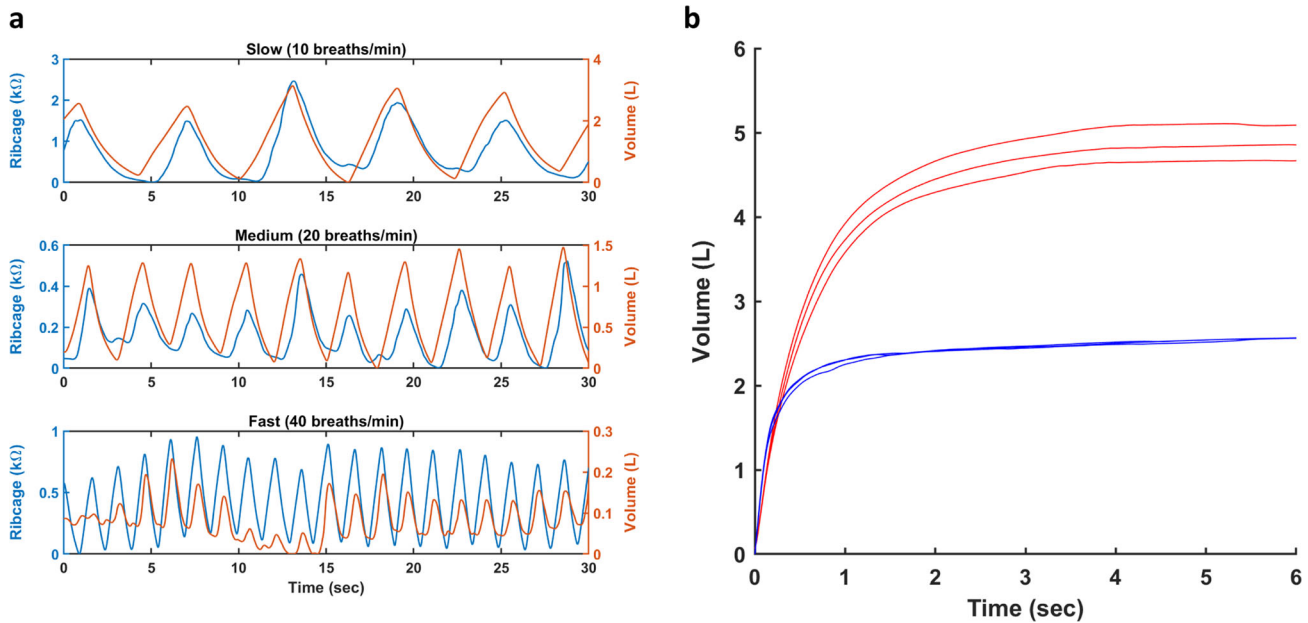 a
Slow (10 breaths/min)
Ribcage (kΩ)
3
2
1
0
Volume (L)
4
2
0
0 5 10 15 20 25 30
Medium (20 breaths/min)
Ribcage (kΩ)
0.6
0.4
0.2
0
Volume (L)
1.5
1
0.5
0
0 5 10 15 20 25 30
Fast (40 breaths/min)
Ribcage (kΩ)
1
0.5
0
Volume (L)
0.3
0.2
0.1
0
0 5 10 15 20 25 30
Time (sec)
b
Volume (L)
6
5
4
3
2
1
0
0 1 2 3 4 5 6
Time (sec)